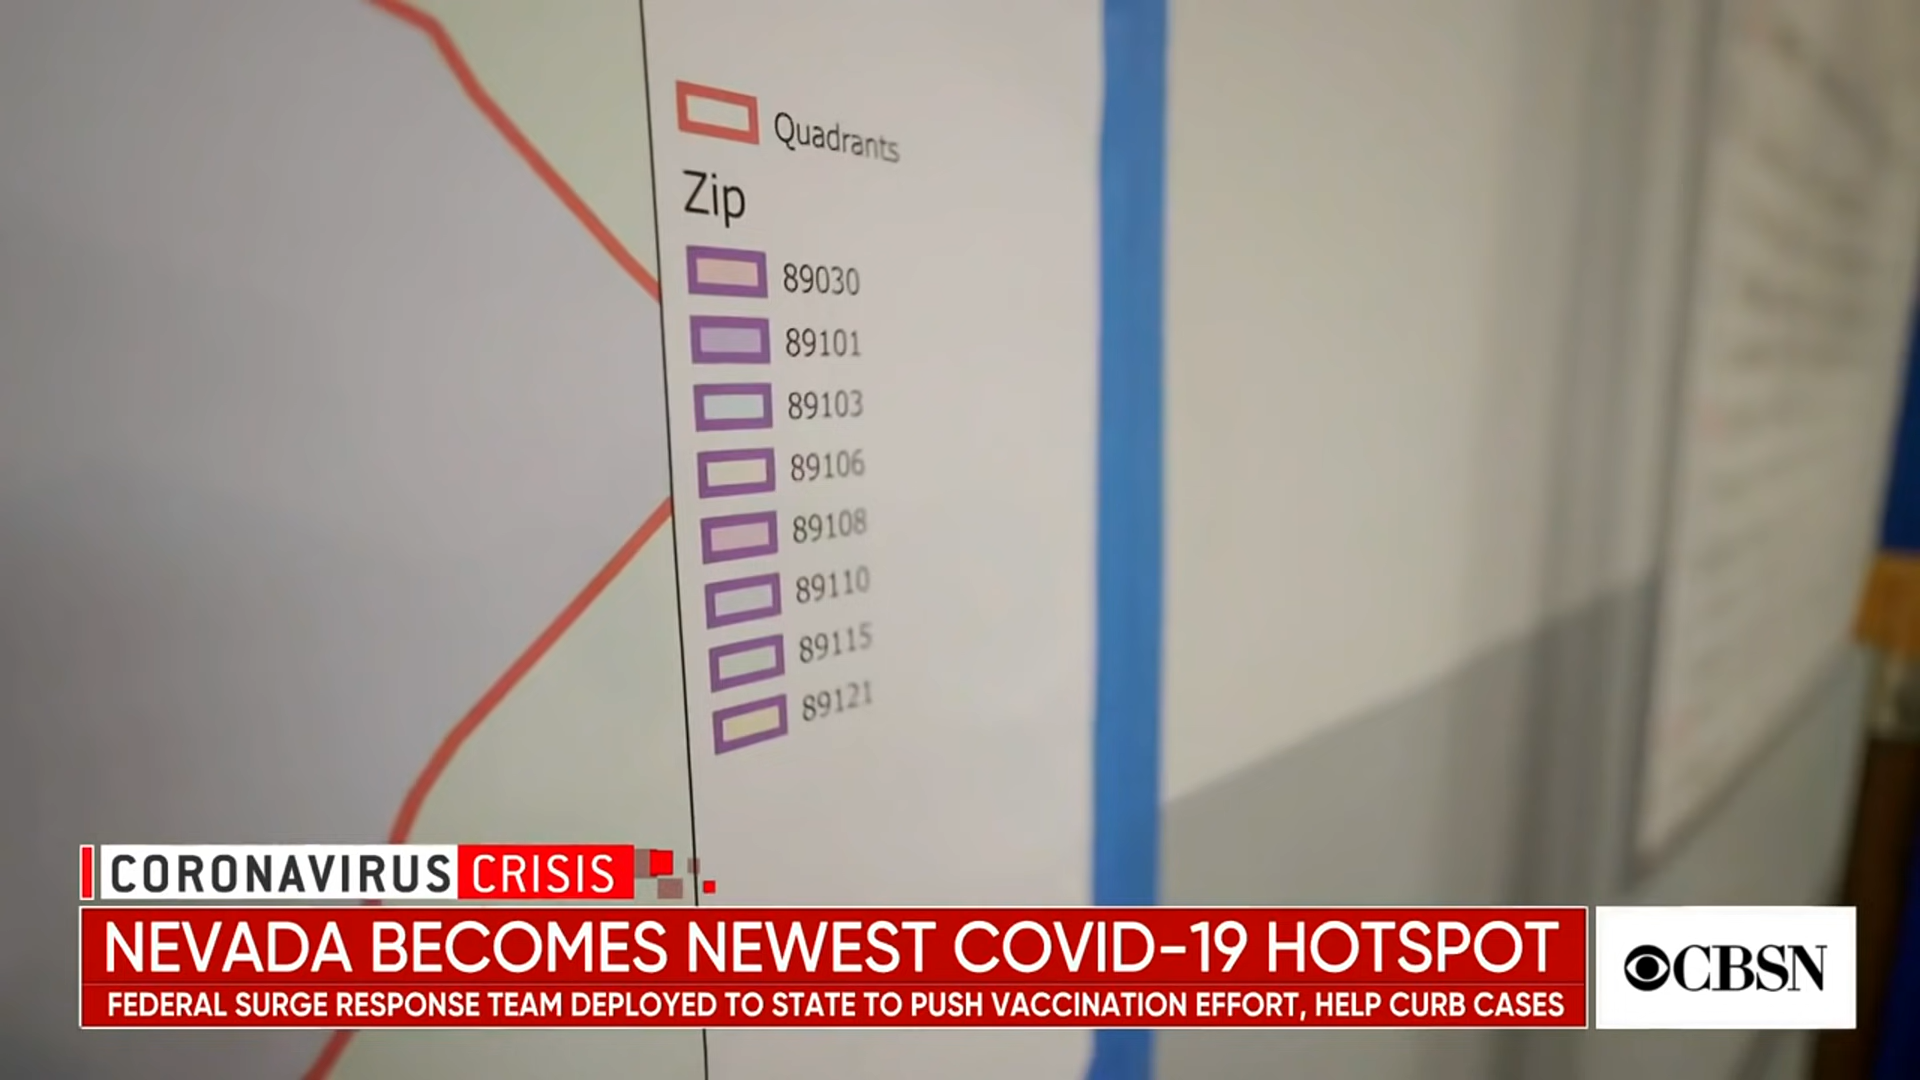 Quadrants
Zip
89030
89101
89103
89106
89108
89110
89115
89121
CORONAVIRUS CRISIS
NEVADA BECOMES NEWEST COVID-19 HOTSPOT
FEDERAL SURGE RESPONSE TEAM DEPLOYED TO STATE TO PUSH VACCINATION EFFORT, HELP CURB CASES
CBSN